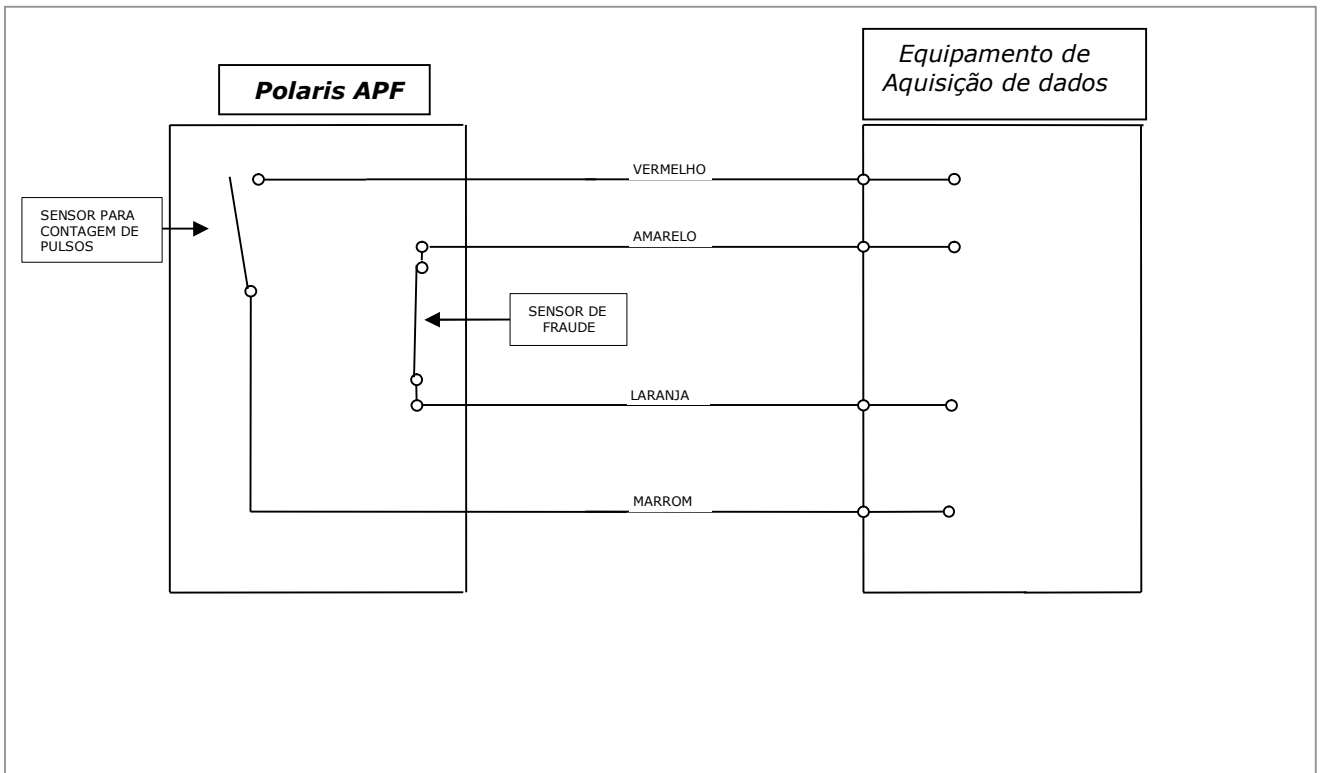 Equipamento de
Aquisição de dados
Polaris APF
VERMELHO
SENSOR PARA
CONTAGEM DE
PULSOS
AMARELO
SENSOR DE
FRAUDE
LARANJA
MARROM